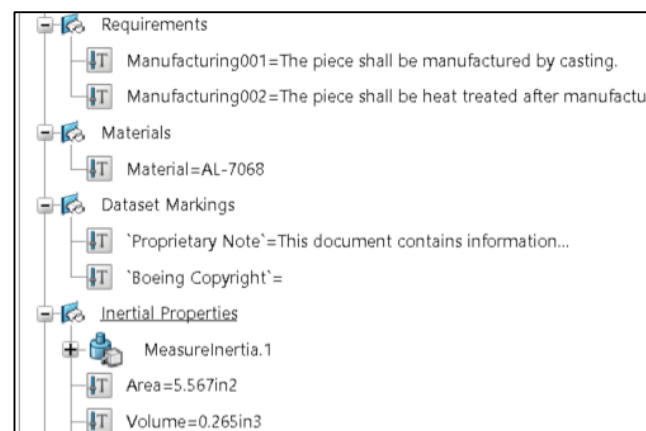 Requirements
Manufacturing001=The piece shall be manufactured by casting.
Manufacturing002=The piece shall be heat treated after manufactu
Materials
Material=AL-7068
Dataset Markings
`Proprietary Note`=This document contains information...
`Boeing Copyright`=
Inertial Properties
MeasureInertia.1
Area=5.567in2
Volume=0.265in3